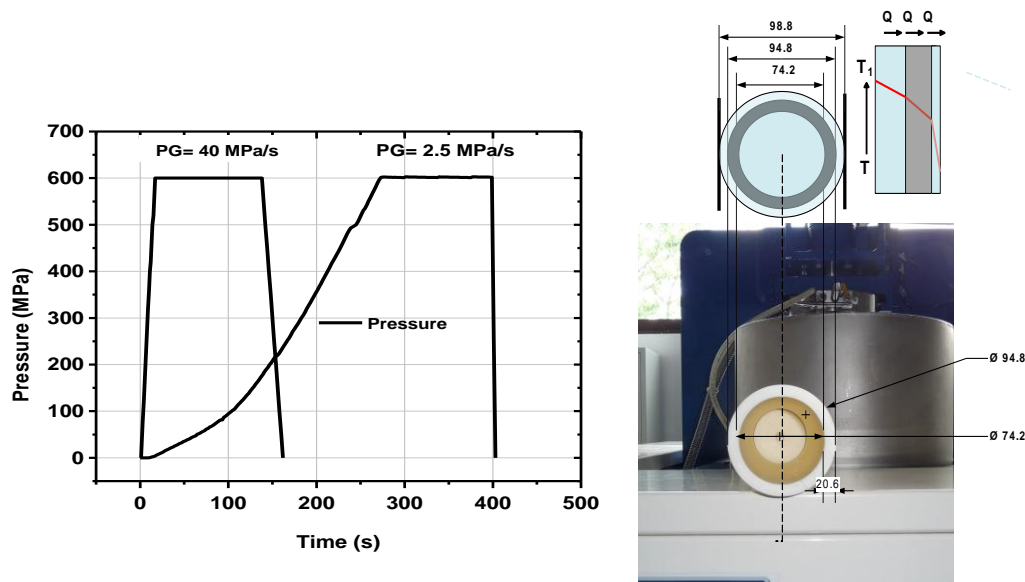 700
600
500
400
300
200
100
0
0
100
200
300
400
500
Pressure (MPa)
Time (s)
PG= 40 MPa/s
PG= 2.5 MPa/s
Pressure
98.8
94.8
74.2
Q Q Q
T1
T
Ø 94.8
Ø 74.2
20.6